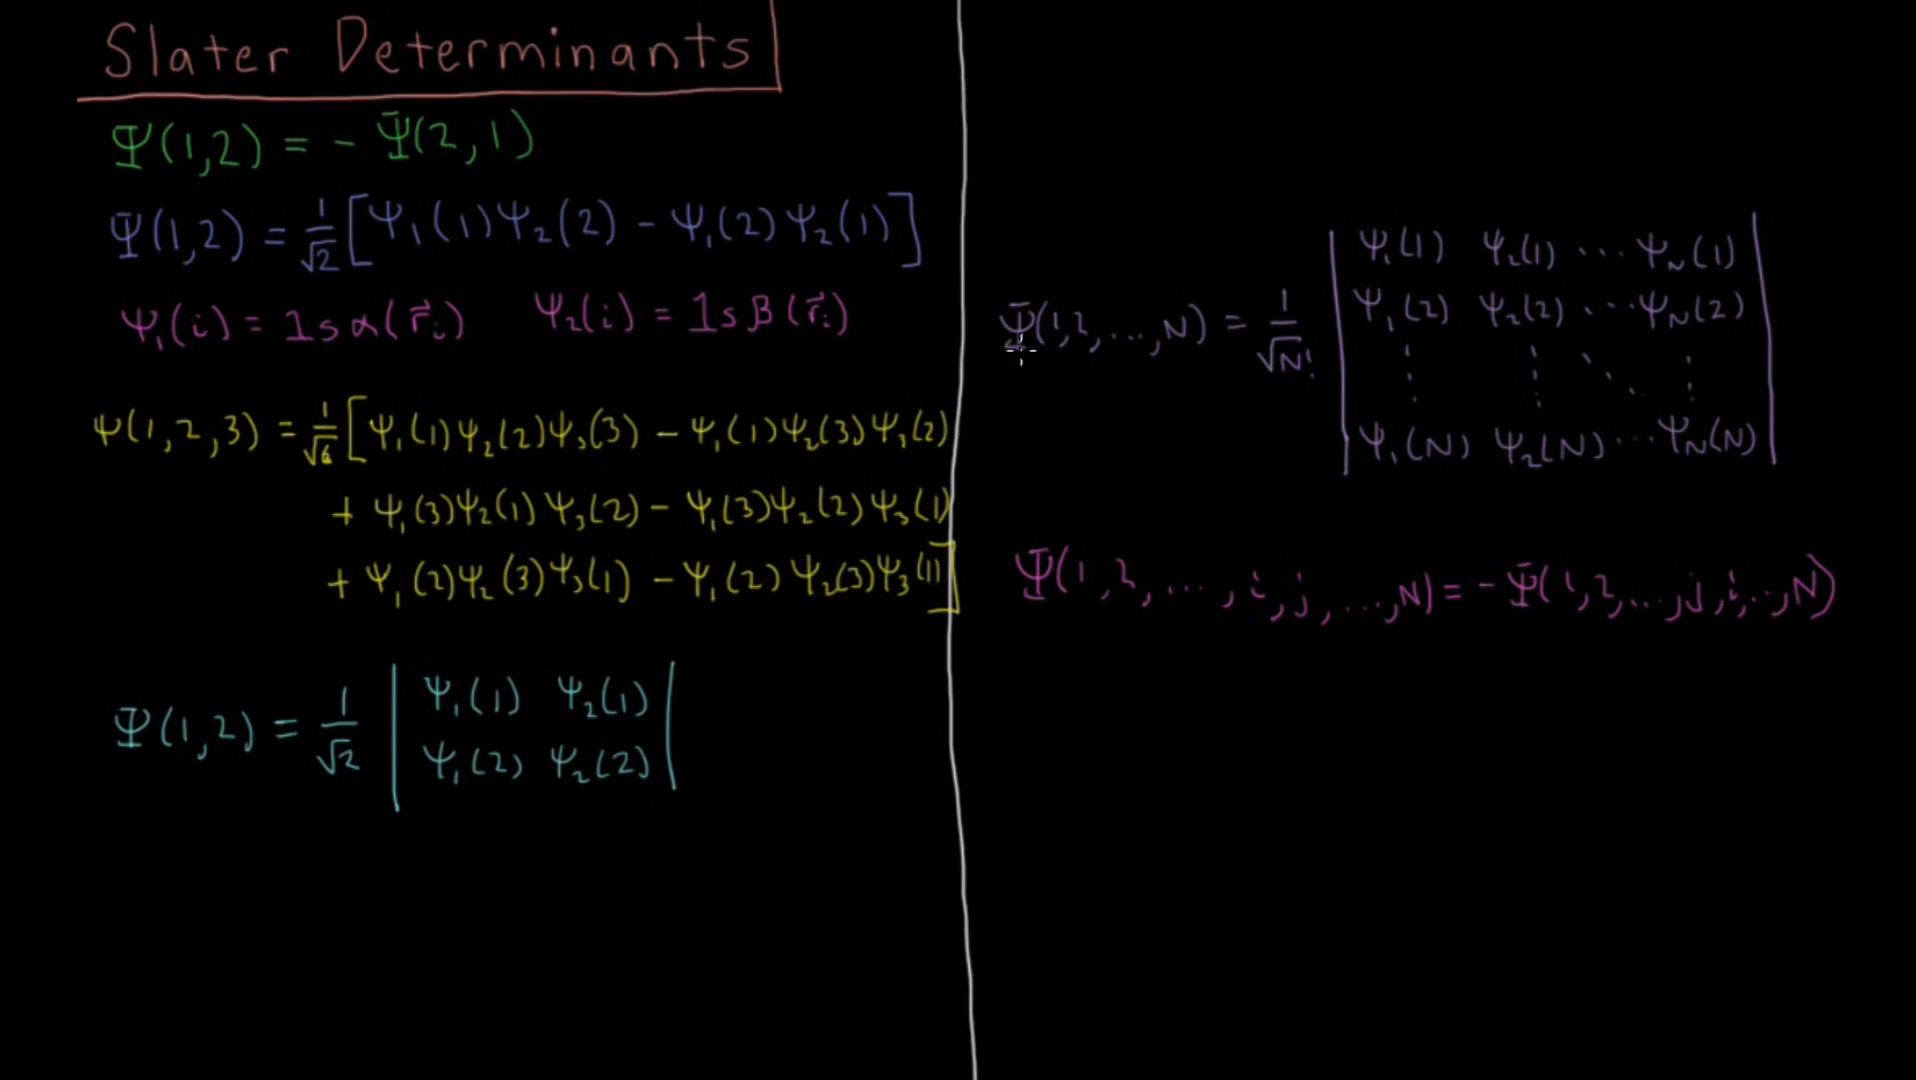 Slater Determinants
Ψ(1,2) = - Ψ(2,1)
Ψ(1,2) = 1/√2 [Ψ₁(1)Ψ₂(2) - Ψ₁(2)Ψ₂(1)]
Ψ₁(i) = 1sα(r⃗ᵢ) Ψ₂(i) = 1sβ(r⃗ᵢ)
Ψ(1,2,3) = 1/√6 [Ψ₁(1)Ψ₂(2)Ψ₃(3) - Ψ₁(1)Ψ₂(3)Ψ₃(2)
+ Ψ₁(3)Ψ₂(1)Ψ₃(2) - Ψ₁(3)Ψ₂(2)Ψ₃(1)
+ Ψ₁(2)Ψ₂(3)Ψ₃(1) - Ψ₁(2)Ψ₂(3)Ψ₃(1)]
Ψ(1,2) = 1/√2 | Ψ₁(1) Ψ₂(1) |
| Ψ₁(2) Ψ₂(2) |
Ψ(1,2,...,N) = 1/√N! | Ψ₁(1) Ψ₂(1) ... Ψ_N(1) |
| Ψ₁(2) Ψ₂(2) ... Ψ_N(2) |
| ⋮ ⋮ ⋱ ⋮ |
| Ψ₁(N) Ψ₂(N) ... Ψ_N(N) |
Ψ(1,2,...,i,j,...,N) = - Ψ(1,2,...,j,i,...,N)